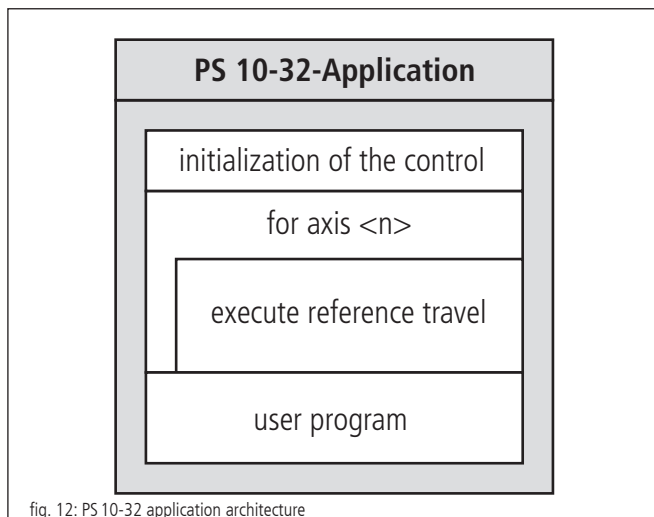 PS 10-32-Application
initialization of the control
for axis <n>
execute reference travel
user program
fig. 12: PS 10-32 application architecture